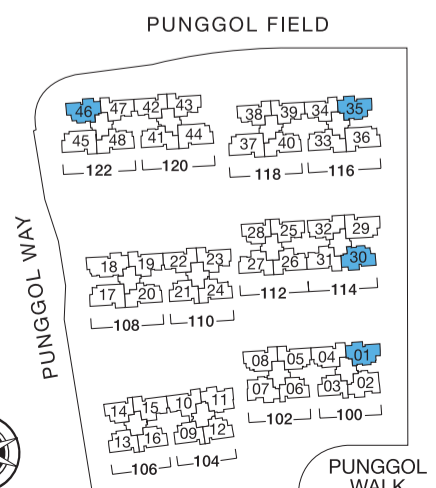 PUNGGOL FIELD
46 47 42 43
45 48 41 44
122 120
38 39 34 35
37 40 33 36
118 116
PUNGGOL WAY
28 25 32 29
27 26 31 30
112 114
18 19 22 23
17 20 21 24
108 110
08 05 04 01
07 06 03 02
102 100
14 15 10 11
13 16 09 12
106 104
PUNGGOL
WALK